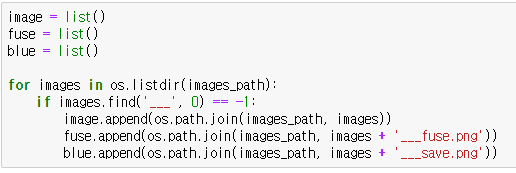 image = list()
fuse = list()
blue = list()

for images in os.listdir(images_path):
    if images.find('___', 0) == -1:
        image.append(os.path.join(images_path, images))
        fuse.append(os.path.join(images_path, images + '___fuse.png'))
        blue.append(os.path.join(images_path, images + '___save.png'))